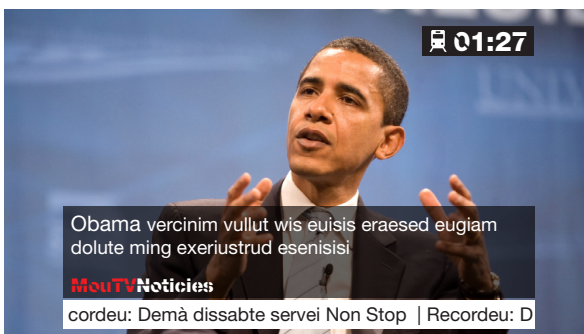 01:27
Obama vercinim vullut wis euisis eraesed eugiam
dolute ming exeriustrud esenisisi
MouTVNoticies
cordeu: Demà dissabte servei Non Stop | Recordeu: D